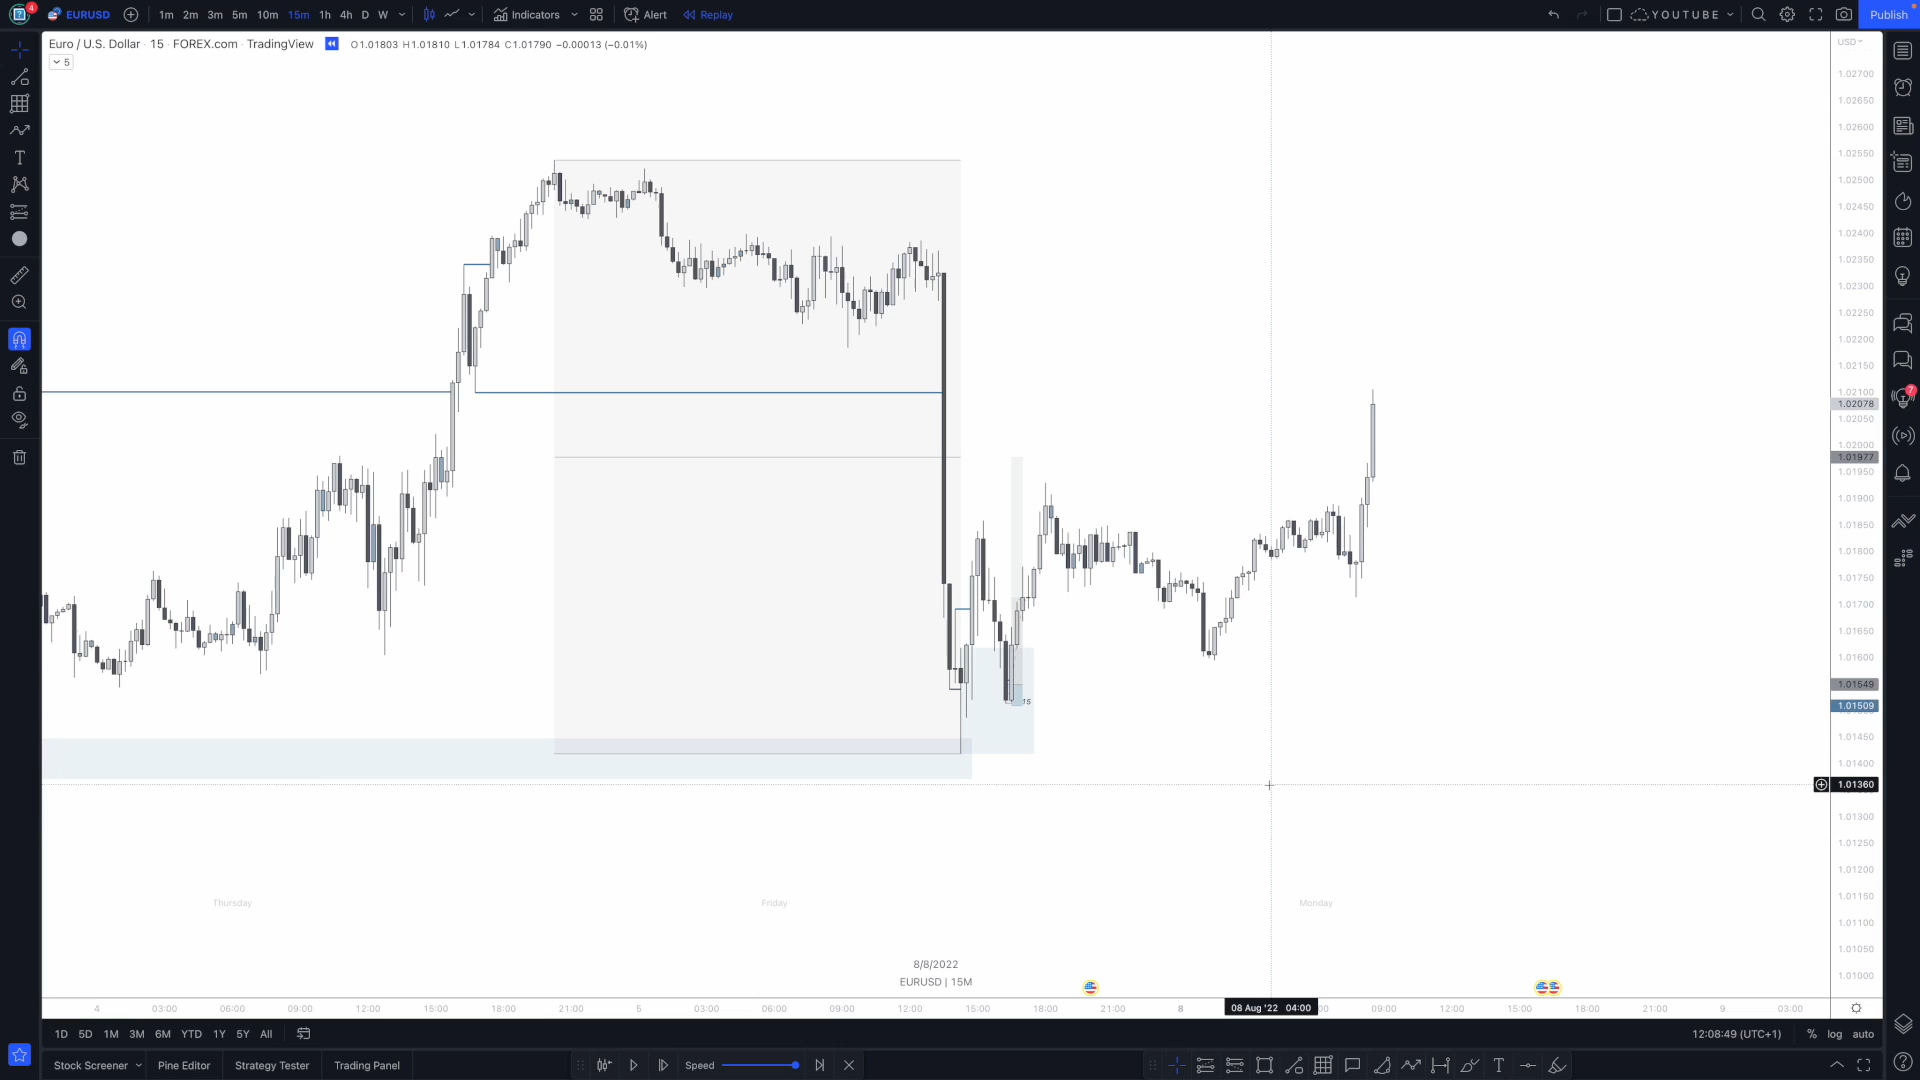 4
EURUSD
1m 2m 3m 5m 10m 15m 1h 4h D W
Indicators
Alert
Replay
YOUTUBE
Publish
Euro / U.S. Dollar · 15 · FOREX.com · TradingView
O1.01803 H1.01810 L1.01784 C1.01790 −0.00013 (−0.01%)
USD
5
1.02700
1.02650
1.02600
1.02550
1.02500
1.02450
1.02400
1.02350
1.02300
1.02250
1.02200
1.02150
1.02100
1.02078
1.02050
1.02000
1.01977
1.01950
1.01900
1.01850
1.01800
1.01750
1.01700
1.01650
1.01600
1.01549
1.01509
15
1.01450
1.01400
1.01360
1.01300
1.01250
1.01200
1.01150
1.01100
1.01050
1.01000
7
Thursday Friday Monday
8/8/2022
EURUSD | 15M
4 03:00 06:00 09:00 12:00 15:00 18:00 21:00 5 03:00 06:00 09:00 12:00 15:00 18:00 21:00 8 08 Aug '22 04:00 09:00 12:00 15:00 18:00 21:00 9 03:00
1D 5D 1M 3M 6M YTD 1Y 5Y All
12:08:49 (UTC+1) % log auto
Stock Screener Pine Editor Strategy Tester Trading Panel
Speed